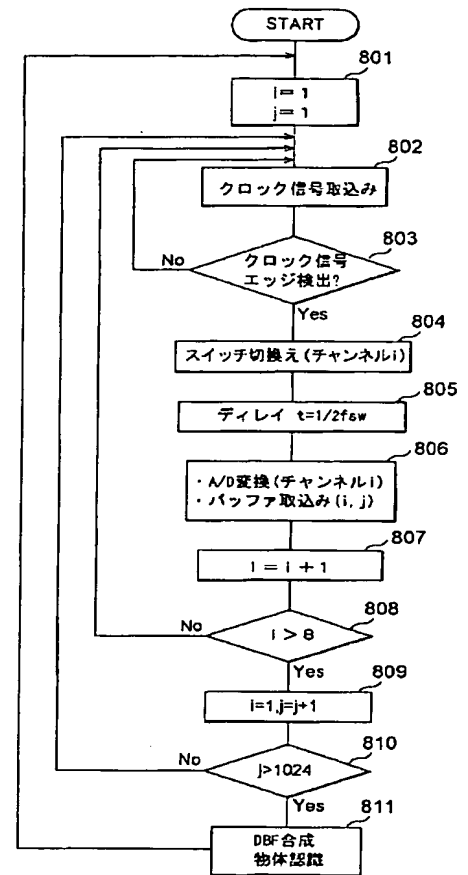 START
801
i = 1
j = 1
802
クロック信号取込み
803
クロック信号
エッジ検出?
No
Yes
804
スイッチ切換え(チャンネルi)
805
ディレイ t=1/2fsw
806
・A/D変換(チャンネルi)
・バッファ取込み(i, j)
807
i = i + 1
808
i > 8
No
Yes
809
i=1,j=j+1
810
j>1024
No
Yes
811
DBF合成
物体認識